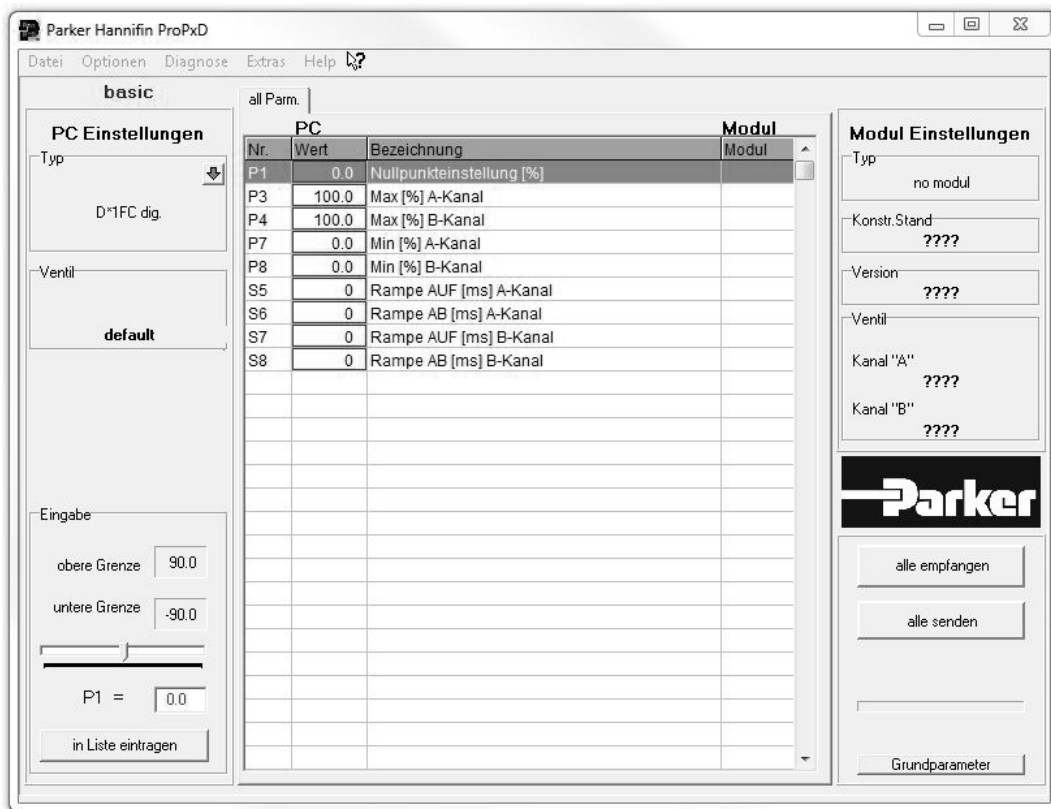 Parker Hannifin ProPxD
Datei Optionen Diagnose Extras Help
basic
PC Einstellungen
Typ
D*1FC dig.
Ventil
default
Eingabe
obere Grenze 90.0
untere Grenze -90.0
P1 = 0.0
in Liste eintragen
all Parm.
PC Modul
Nr. Wert Bezeichnung Modul
P1 0.0 Nullpunkteinstellung [%]
P3 100.0 Max [%] A-Kanal
P4 100.0 Max [%] B-Kanal
P7 0.0 Min [%] A-Kanal
P8 0.0 Min [%] B-Kanal
S5 0 Rampe AUF [ms] A-Kanal
S6 0 Rampe AB [ms] A-Kanal
S7 0 Rampe AUF [ms] B-Kanal
S8 0 Rampe AB [ms] B-Kanal
Modul Einstellungen
Typ
no modul
Konstr.Stand
????
Version
????
Ventil
Kanal "A"
????
Kanal "B"
????
Parker
alle empfangen
alle senden
Grundparameter